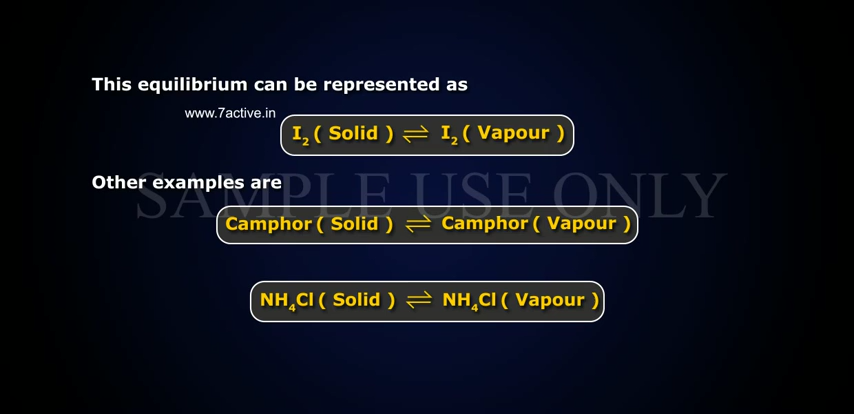 This equilibrium can be represented as
www.7active.in
I₂ ( Solid ) ⇌ I₂ ( Vapour )
Other examples are
SAMPLE USE ONLY
Camphor ( Solid ) ⇌ Camphor ( Vapour )
NH₄Cl ( Solid ) ⇌ NH₄Cl ( Vapour )